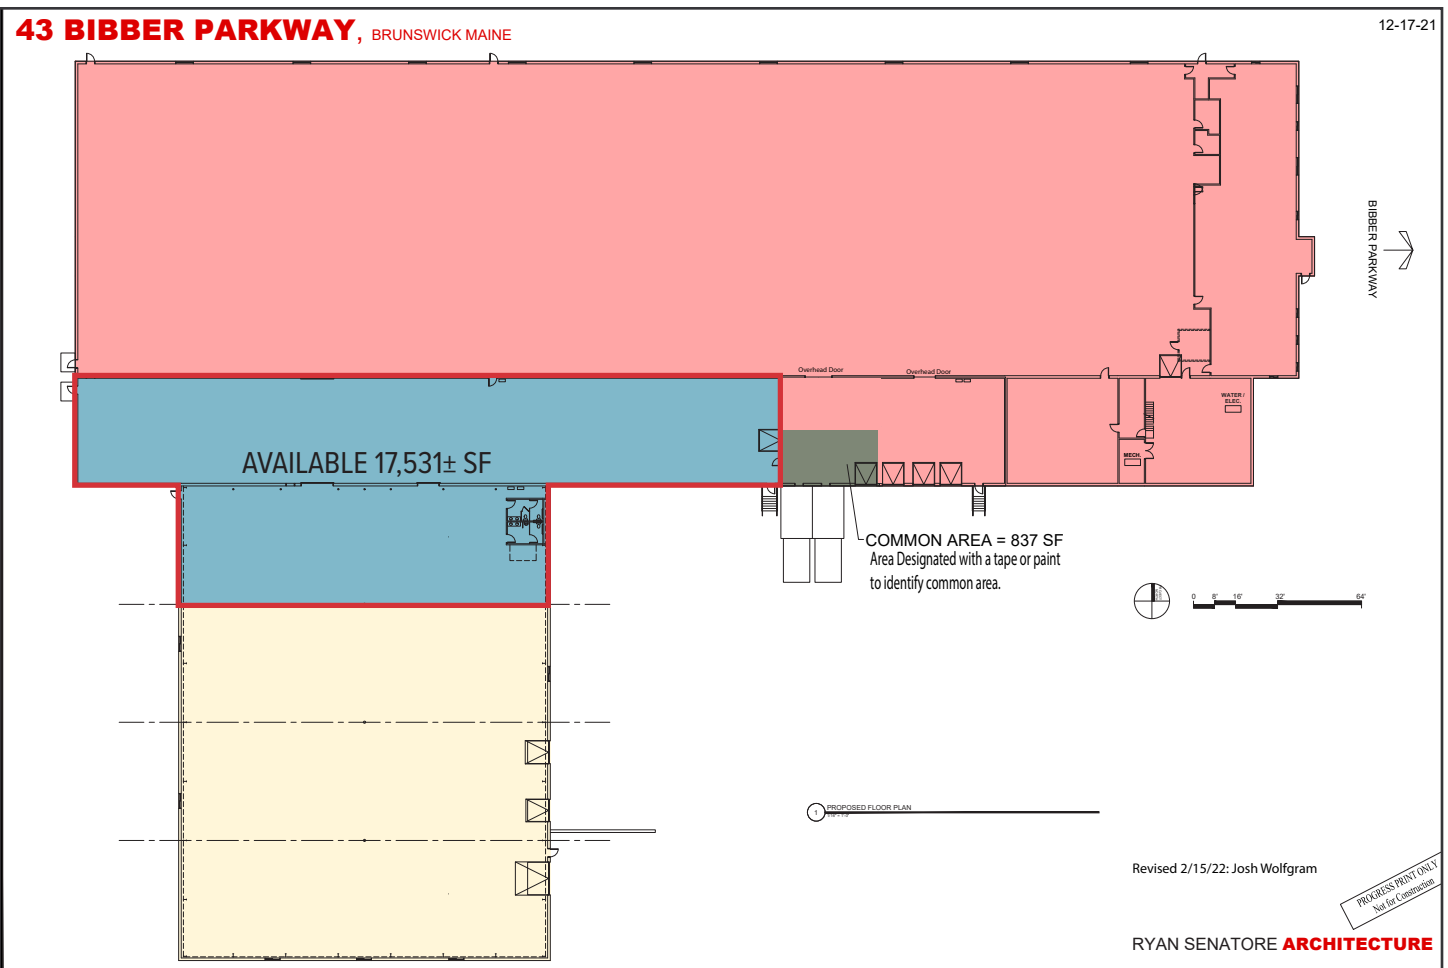 43 BIBBER PARKWAY, BRUNSWICK MAINE
12-17-21
BIBBER PARKWAY
Overhead Door
Overhead Door
WATER /
ELEC.
MECH.
AVAILABLE 17,531± SF
COMMON AREA = 837 SF
Area Designated with a tape or paint
to identify common area.
0 8' 16' 32' 64'
1 PROPOSED FLOOR PLAN
Revised 2/15/22: Josh Wolfgram
PROGRESS PRINT ONLY
Not for Construction
RYAN SENATORE ARCHITECTURE